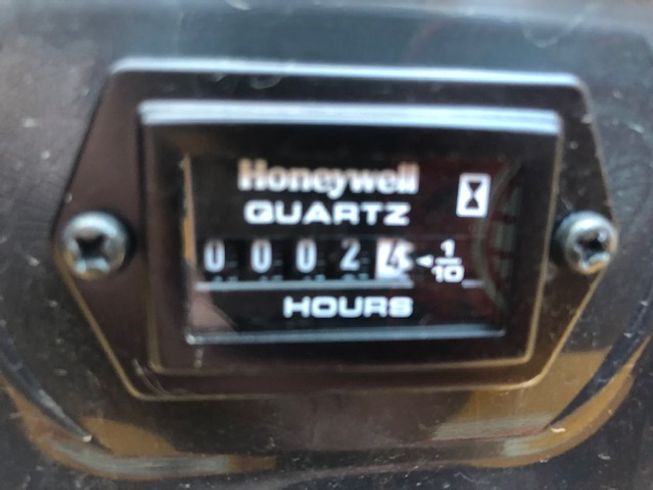 Honeywell
QUARTZ
00024 ◄ 1/10
HOURS